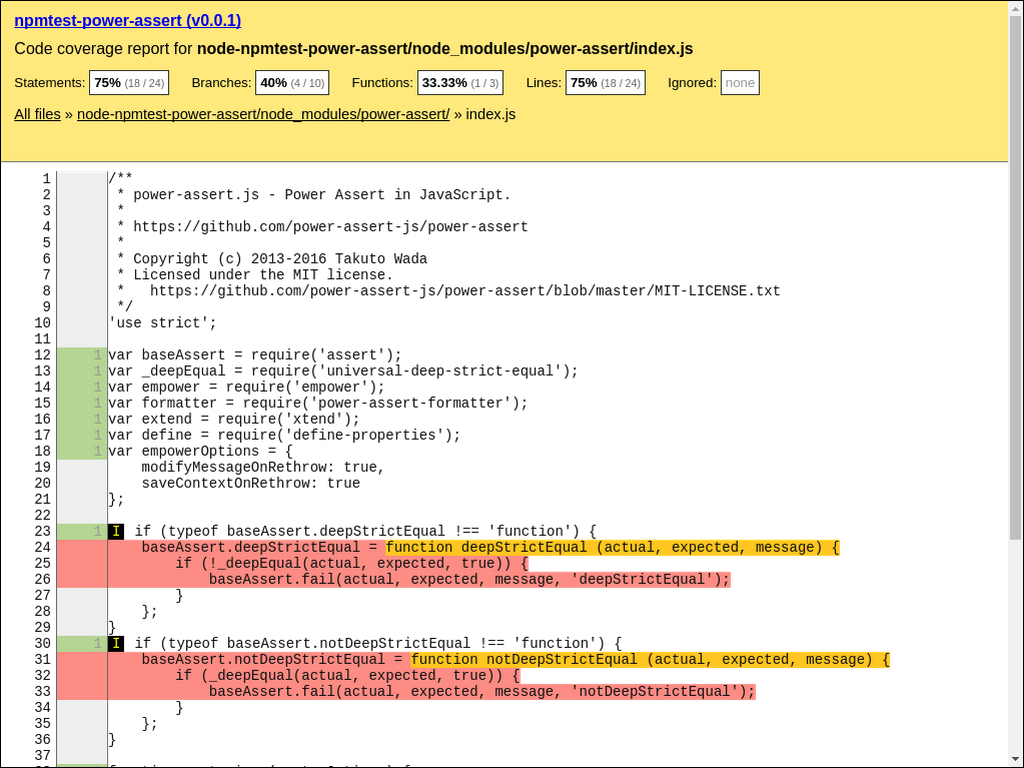 npmtest-power-assert (v0.0.1)
Code coverage report for node-npmtest-power-assert/node_modules/power-assert/index.js
Statements: 75% (18 / 24) Branches: 40% (4 / 10) Functions: 33.33% (1 / 3) Lines: 75% (18 / 24) Ignored: none
All files » node-npmtest-power-assert/node_modules/power-assert/ » index.js
1 /**
2  * power-assert.js - Power Assert in JavaScript.
3  *
4  * https://github.com/power-assert-js/power-assert
5  *
6  * Copyright (c) 2013-2016 Takuto Wada
7  * Licensed under the MIT license.
8  *   https://github.com/power-assert-js/power-assert/blob/master/MIT-LICENSE.txt
9  */
10 'use strict';
11
12 1 var baseAssert = require('assert');
13 1 var _deepEqual = require('universal-deep-strict-equal');
14 1 var empower = require('empower');
15 1 var formatter = require('power-assert-formatter');
16 1 var extend = require('xtend');
17 1 var define = require('define-properties');
18 1 var empowerOptions = {
19     modifyMessageOnRethrow: true,
20     saveContextOnRethrow: true
21 };
22
23 1 I if (typeof baseAssert.deepStrictEqual !== 'function') {
24     baseAssert.deepStrictEqual = function deepStrictEqual (actual, expected, message) {
25         if (!_deepEqual(actual, expected, true)) {
26             baseAssert.fail(actual, expected, message, 'deepStrictEqual');
27         }
28     };
29 }
30 1 I if (typeof baseAssert.notDeepStrictEqual !== 'function') {
31     baseAssert.notDeepStrictEqual = function notDeepStrictEqual (actual, expected, message) {
32         if (_deepEqual(actual, expected, true)) {
33             baseAssert.fail(actual, expected, message, 'notDeepStrictEqual');
34         }
35     };
36 }
37